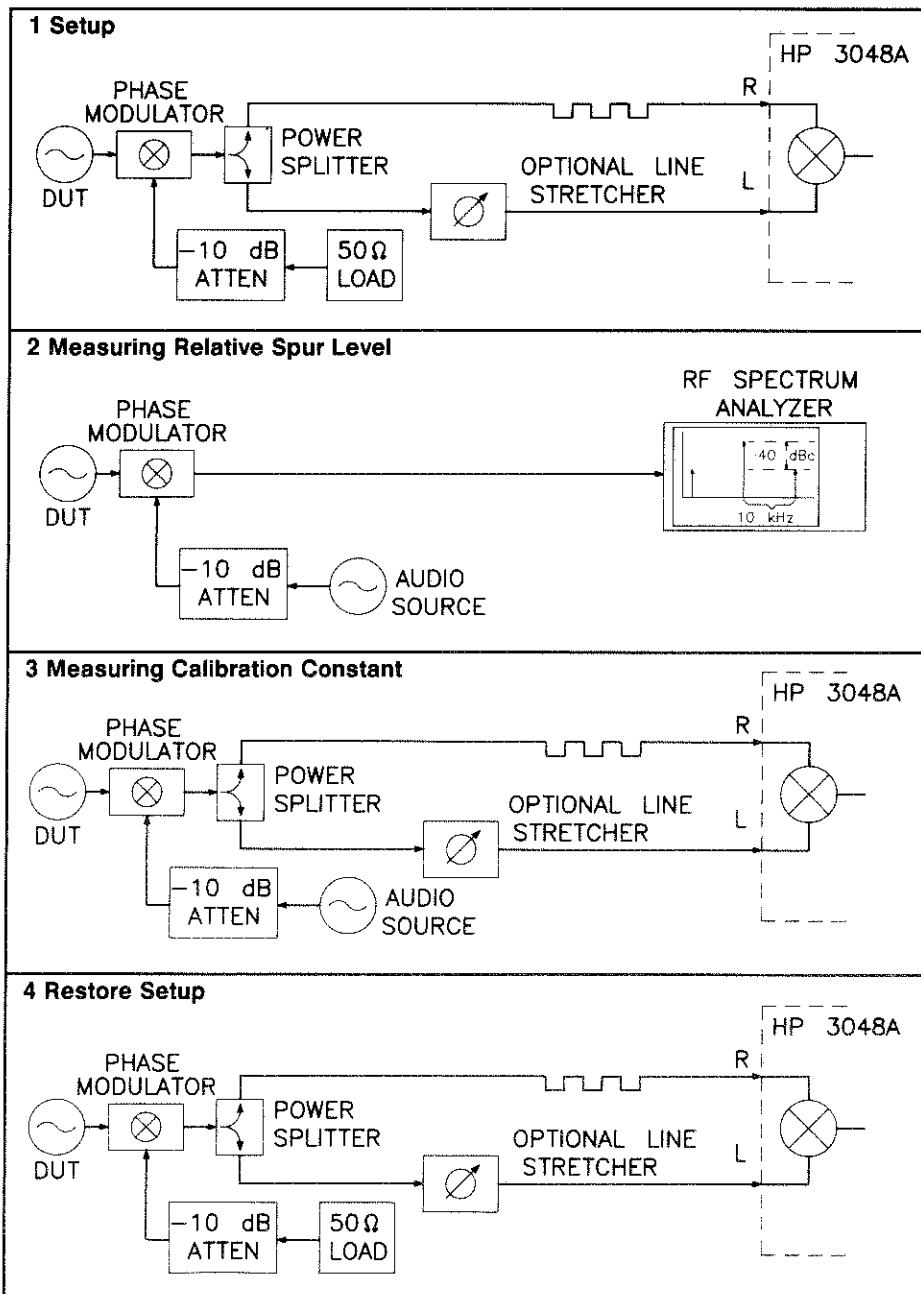 1 Setup
HP 3048A
PHASE
MODULATOR
R
POWER
SPLITTER
OPTIONAL LINE
STRETCHER
L
DUT
-10 dB
ATTEN
50Ω
LOAD
2 Measuring Relative Spur Level
RF SPECTRUM
ANALYZER
PHASE
MODULATOR
-40 dBc
10 kHz
DUT
-10 dB
ATTEN
AUDIO
SOURCE
3 Measuring Calibration Constant
HP 3048A
PHASE
MODULATOR
R
POWER
SPLITTER
OPTIONAL LINE
STRETCHER
L
DUT
-10 dB
ATTEN
AUDIO
SOURCE
4 Restore Setup
HP 3048A
PHASE
MODULATOR
R
POWER
SPLITTER
OPTIONAL LINE
STRETCHER
L
DUT
-10 dB
ATTEN
50Ω
LOAD